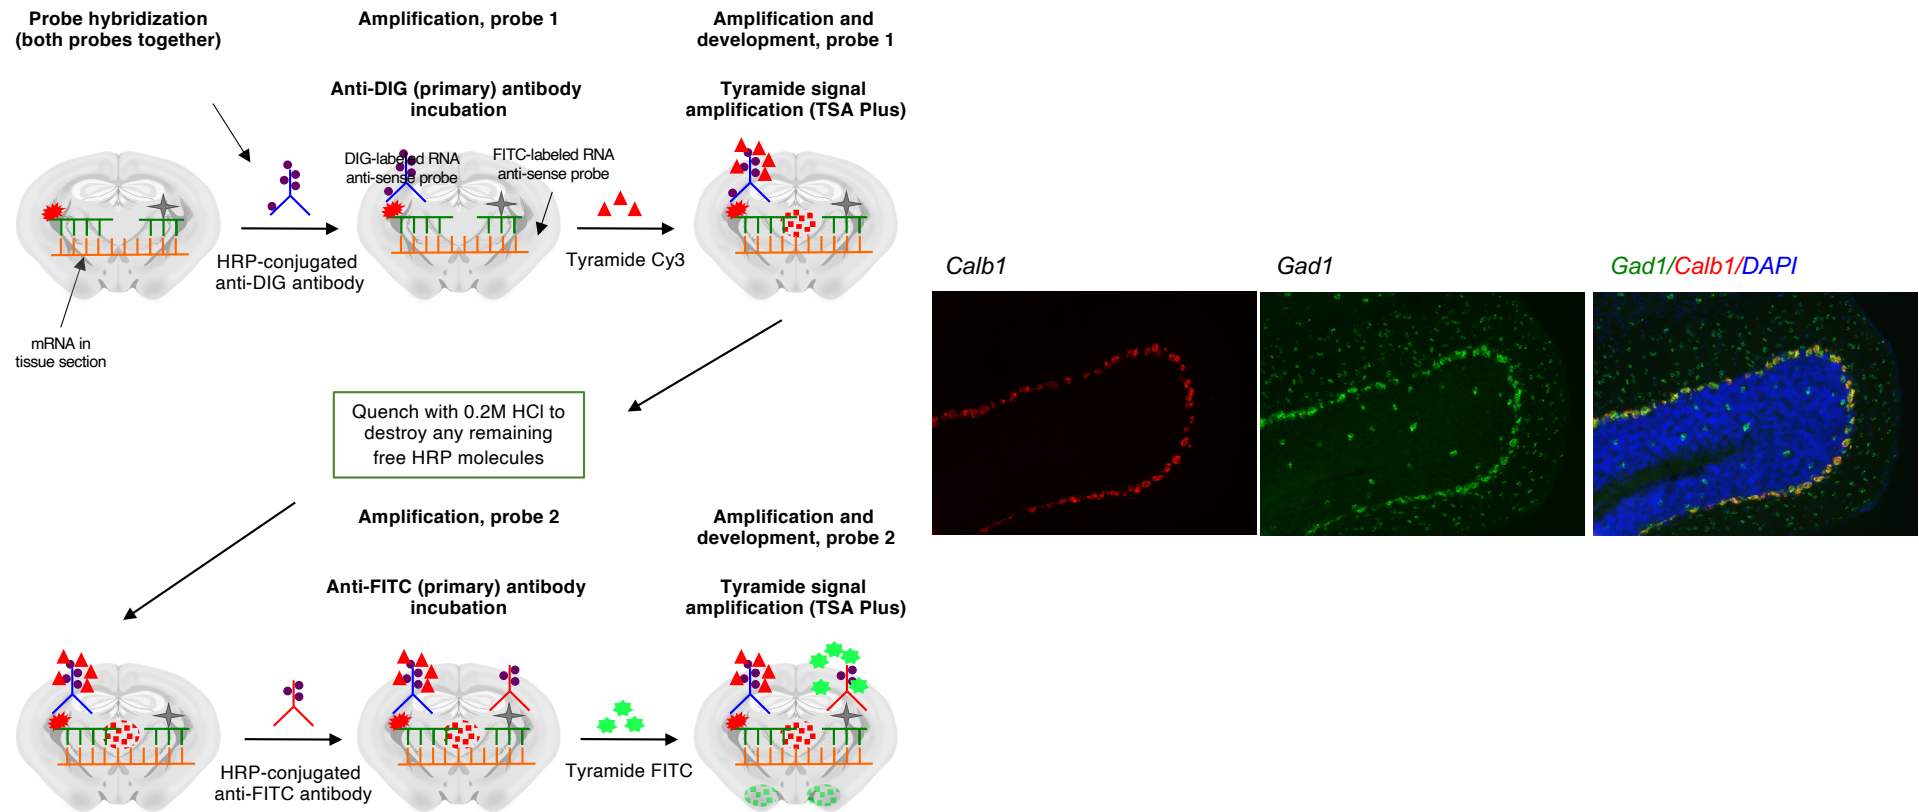 Probe hybridization
(both probes together)
Amplification, probe 1
Amplification and
development, probe 1
Anti-DIG (primary) antibody
incubation
Tyramide signal
amplification (TSA Plus)
DIG-labeled RNA
anti-sense probe
FITC-labeled RNA
anti-sense probe
HRP-conjugated
anti-DIG antibody
Tyramide Cy3
mRNA in
tissue section
Quench with 0.2M HCl to
destroy any remaining
free HRP molecules
Amplification, probe 2
Amplification and
development, probe 2
Anti-FITC (primary) antibody
incubation
Tyramide signal
amplification (TSA Plus)
HRP-conjugated
anti-FITC antibody
Tyramide FITC
Calb1
Gad1
Gad1/Calb1/DAPI